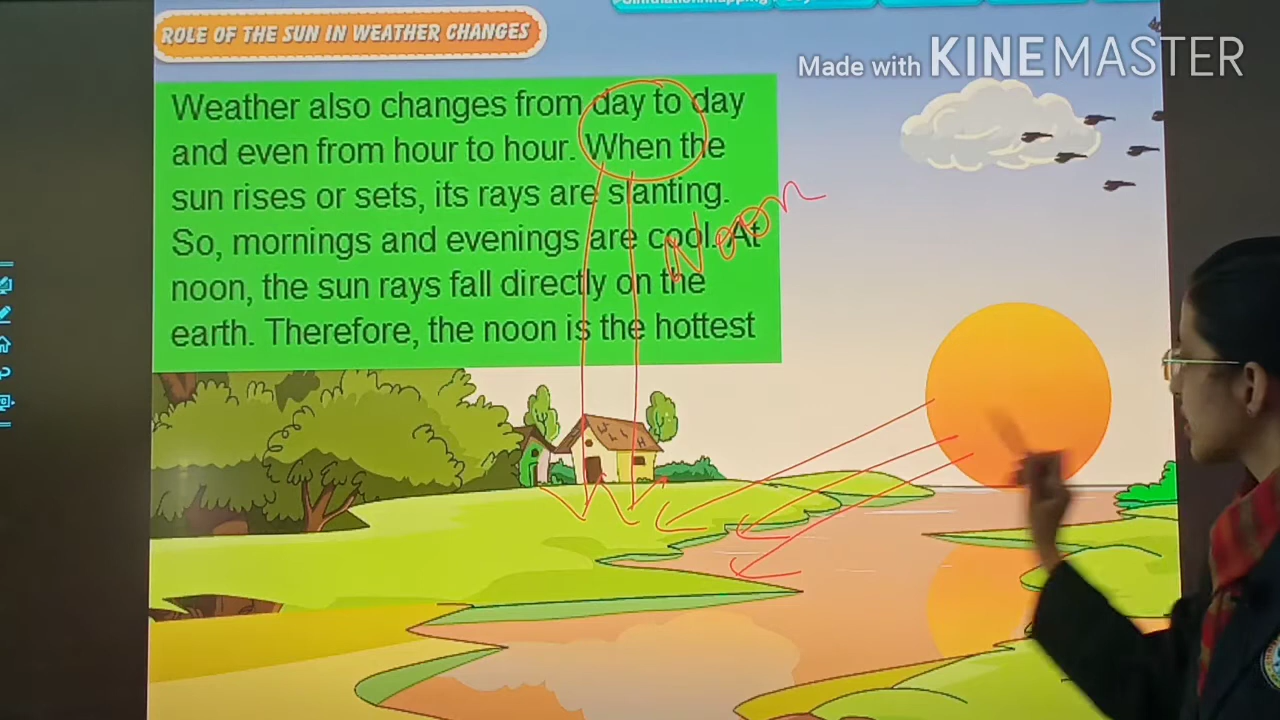 ROLE OF THE SUN IN WEATHER CHANGES
Made with KINEMASTER
Weather also changes from day to day
and even from hour to hour. When the
sun rises or sets, its rays are slanting.
So, mornings and evenings are cool. At
noon, the sun rays fall directly on the
earth. Therefore, the noon is the hottest
Noon